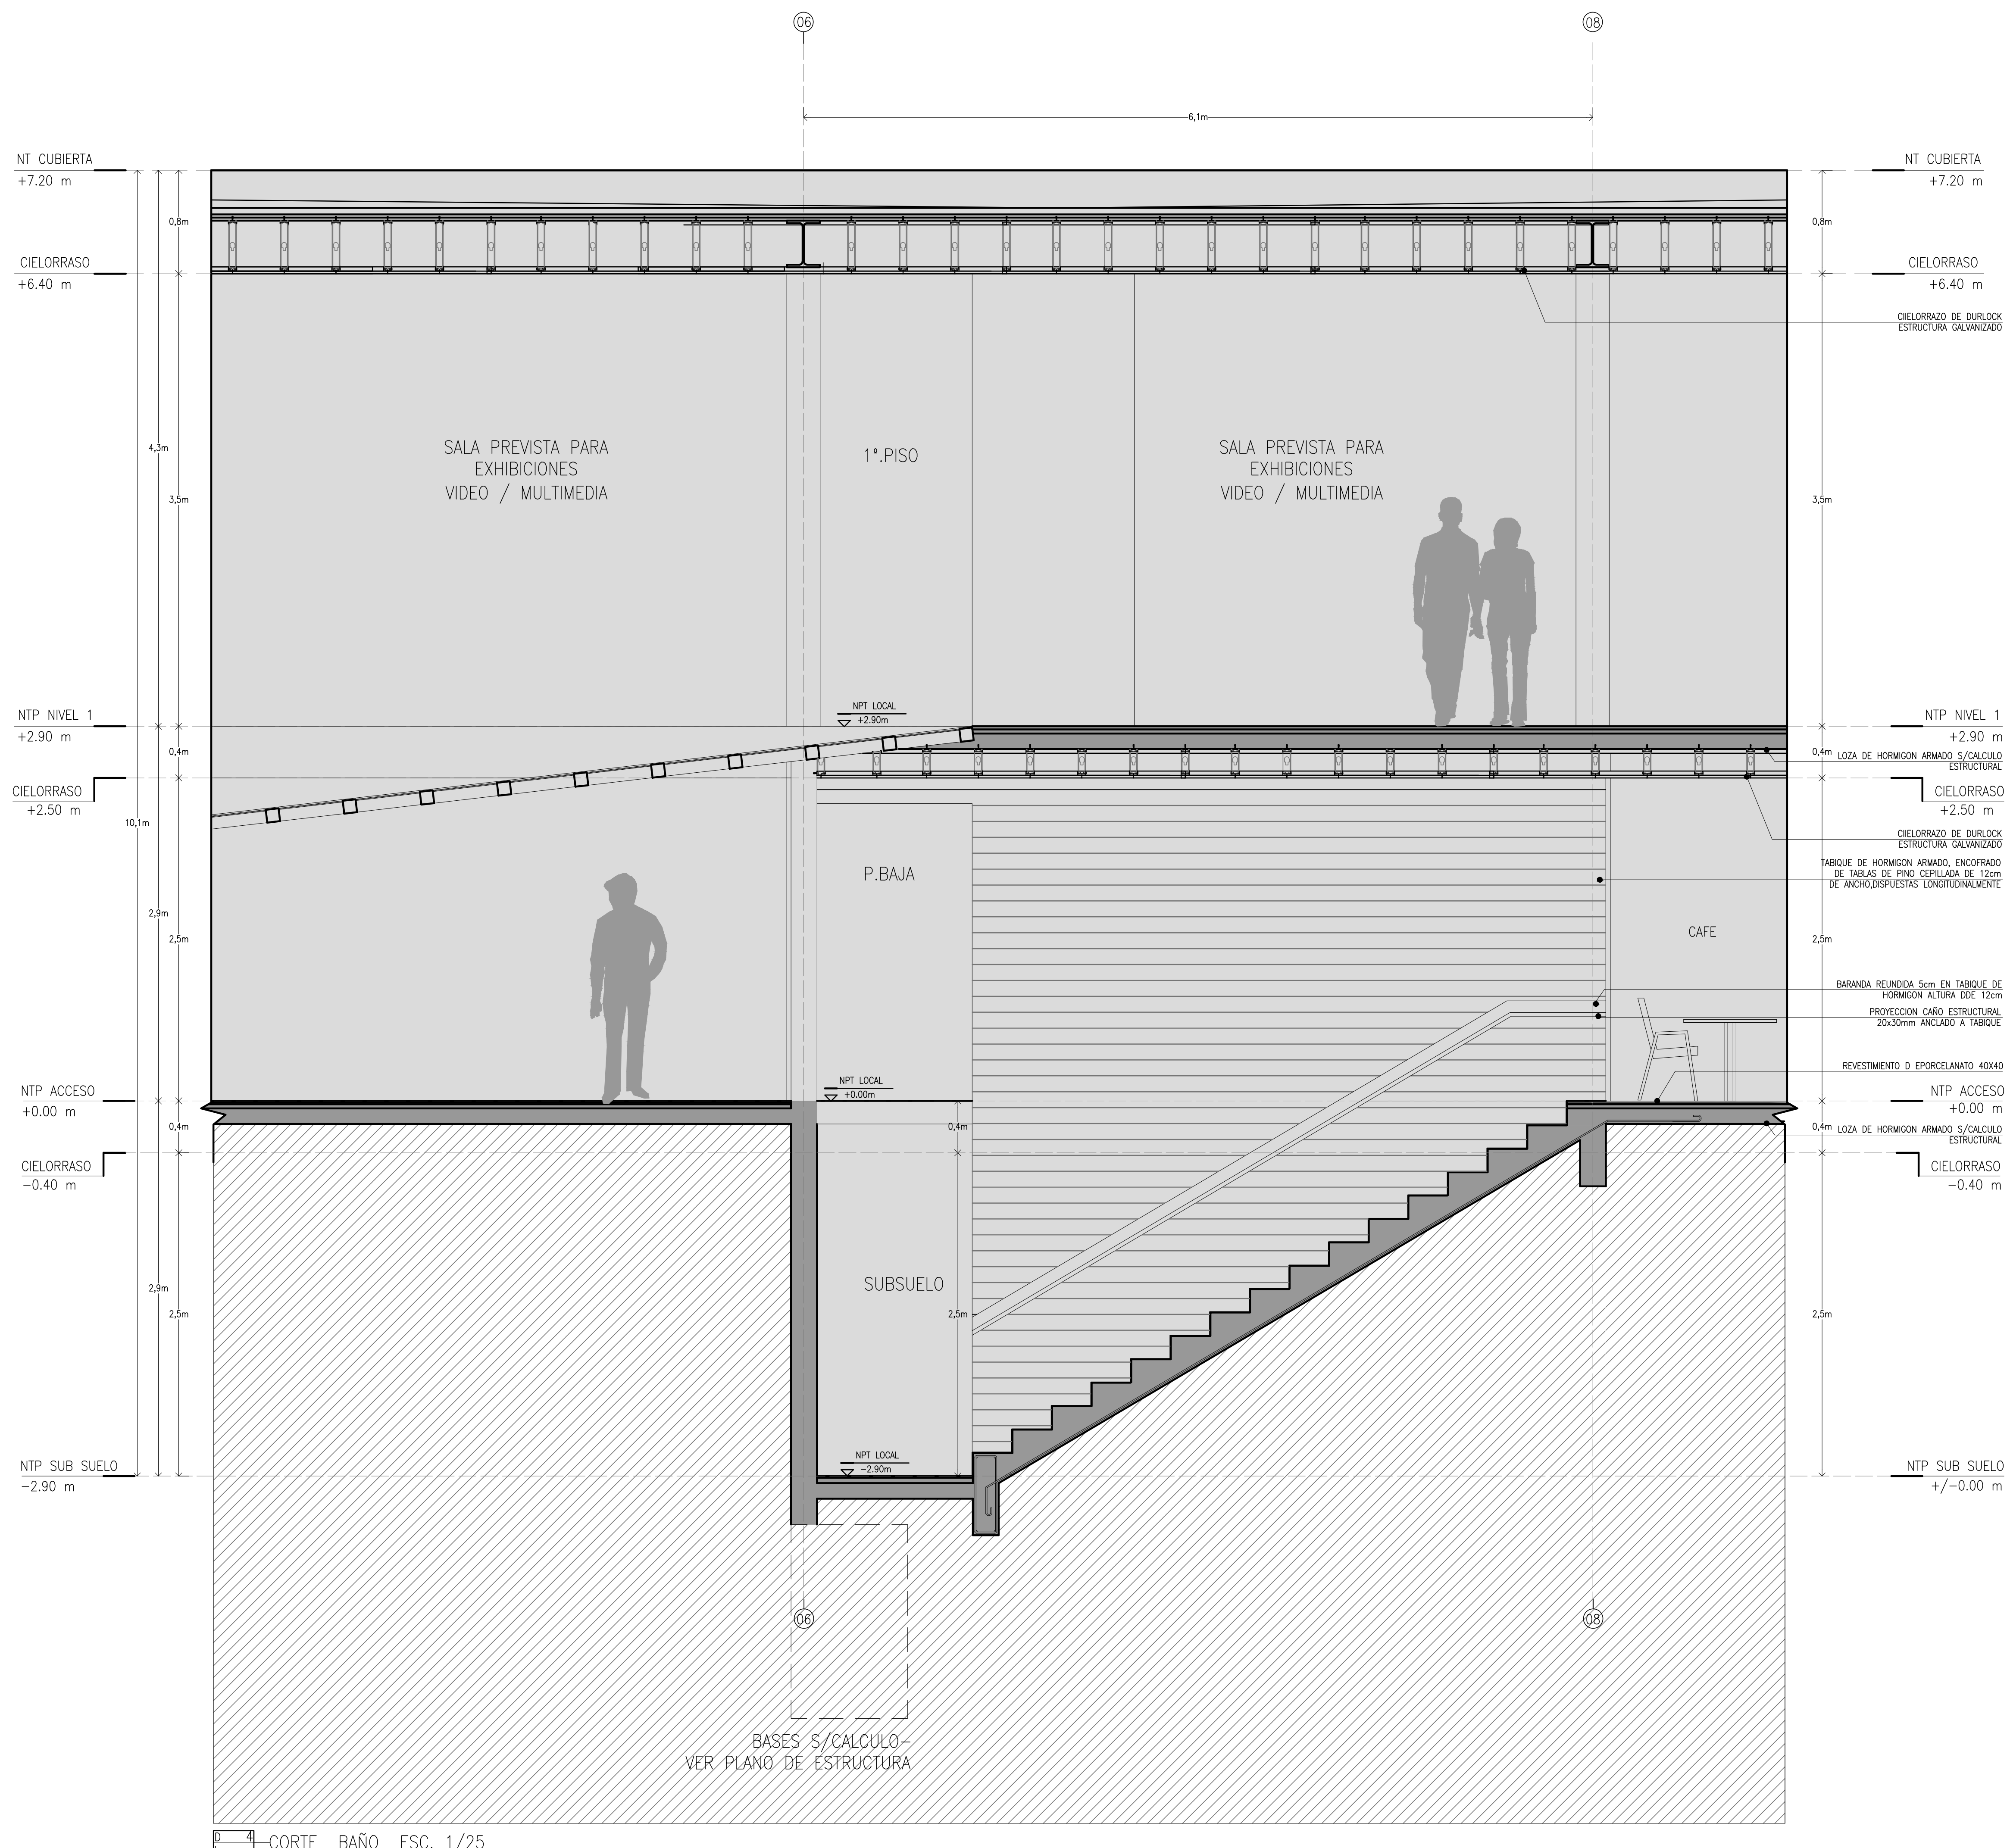 06
08
6,1m
NT CUBIERTA
+7.20 m
NT CUBIERTA
+7.20 m
0,8m
0,8m
CIELORRASO
+6.40 m
CIELORRASO
+6.40 m
CIIELORRAZO DE DURLOCK
ESTRUCTURA GALVANIZADO
4,3m
3,5m
SALA PREVISTA PARA
EXHIBICIONES
VIDEO / MULTIMEDIA
1º.PISO
SALA PREVISTA PARA
EXHIBICIONES
VIDEO / MULTIMEDIA
3,5m
NPT LOCAL
+2.90m
NTP NIVEL 1
+2.90 m
NTP NIVEL 1
+2.90 m
0,4m
0,4m
LOZA DE HORMIGON ARMADO S/CALCULO
ESTRUCTURAL
CIELORRASO
+2.50 m
CIELORRASO
+2.50 m
10,1m
CIIELORRAZO DE DURLOCK
ESTRUCTURA GALVANIZADO
TABIQUE DE HORMIGON ARMADO, ENCOFRADO
DE TABLAS DE PINO CEPILLADA DE 12cm
DE ANCHO,DISPUESTAS LONGITUDINALMENTE
P.BAJA
2,9m
2,5m
CAFE
2,5m
BARANDA REUNDIDA 5cm EN TABIQUE DE
HORMIGON ALTURA DDE 12cm
PROYECCION CAÑO ESTRUCTURAL
20x30mm ANCLADO A TABIQUE
REVESTIMIENTO D EPORCELANATO 40X40
NPT LOCAL
+0.00m
NTP ACCESO
+0.00 m
NTP ACCESO
+0.00 m
0,4m
0,4m
0,4m
LOZA DE HORMIGON ARMADO S/CALCULO
ESTRUCTURAL
CIELORRASO
-0.40 m
CIELORRASO
-0.40 m
SUBSUELO
2,9m
2,5m
2,5m
2,5m
NPT LOCAL
-2.90m
NTP SUB SUELO
-2.90 m
NTP SUB SUELO
+/-0.00 m
06
08
BASES S/CALCULO-
VER PLANO DE ESTRUCTURA
D 4
CORTE BAÑO ESC. 1/25